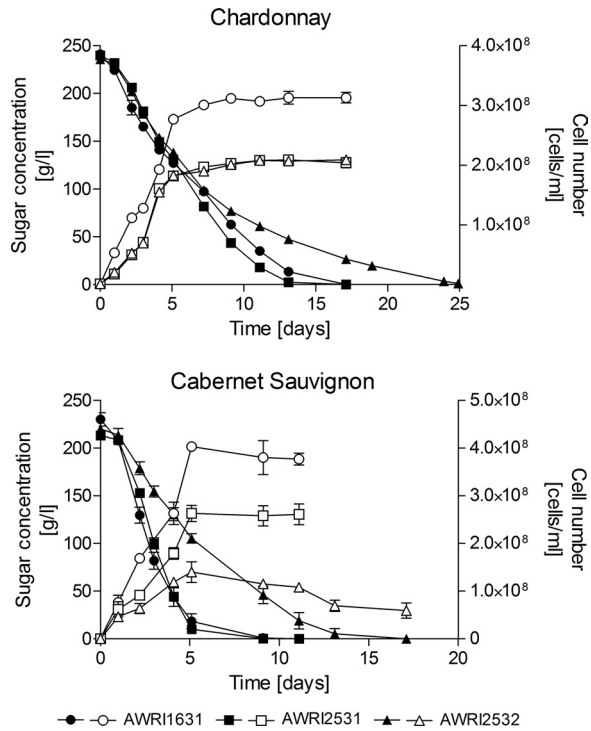 Chardonnay
250
200
150
100
50
0
Sugar concentration
[g/l]
4.0×10⁸
3.0×10⁸
2.0×10⁸
1.0×10⁸
Cell number
[cells/ml]
0 5 10 15 20 25
Time [days]
Cabernet Sauvignon
250
200
150
100
50
0
Sugar concentration
[g/l]
5.0×10⁸
4.0×10⁸
3.0×10⁸
2.0×10⁸
1.0×10⁸
0
Cell number
[cells/ml]
0 5 10 15 20
Time [days]
AWRI1631 AWRI2531 AWRI2532